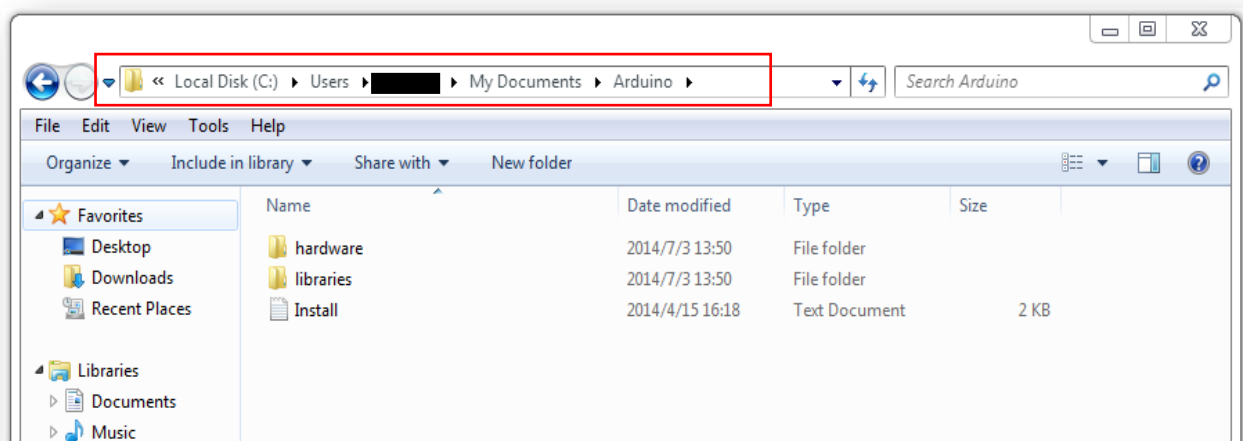 « Local Disk (C:) Users My Documents Arduino Search Arduino
File Edit View Tools Help
Organize Include in library Share with New folder
Name Date modified Type Size
Favorites
Desktop
Downloads
Recent Places
Libraries
Documents
Music
hardware 2014/7/3 13:50 File folder
libraries 2014/7/3 13:50 File folder
Install 2014/4/15 16:18 Text Document 2 KB